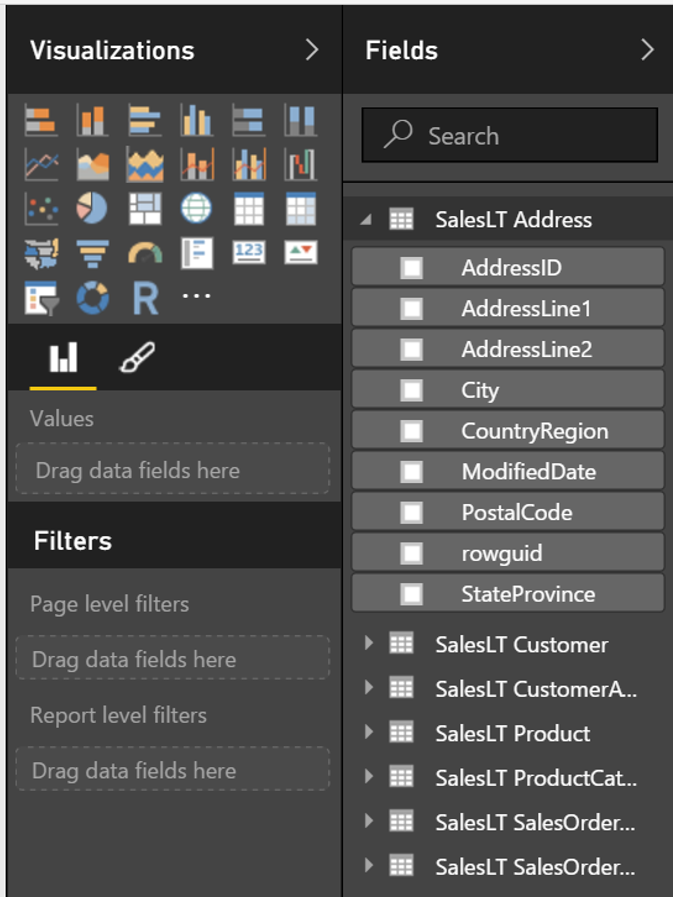 Visualizations
123
R
Values
Drag data fields here
Filters
Page level filters
Drag data fields here
Report level filters
Drag data fields here
Fields
Search
SalesLT Address
AddressID
AddressLine1
AddressLine2
City
CountryRegion
ModifiedDate
PostalCode
rowguid
StateProvince
SalesLT Customer
SalesLT CustomerA...
SalesLT Product
SalesLT ProductCat...
SalesLT SalesOrder...
SalesLT SalesOrder...